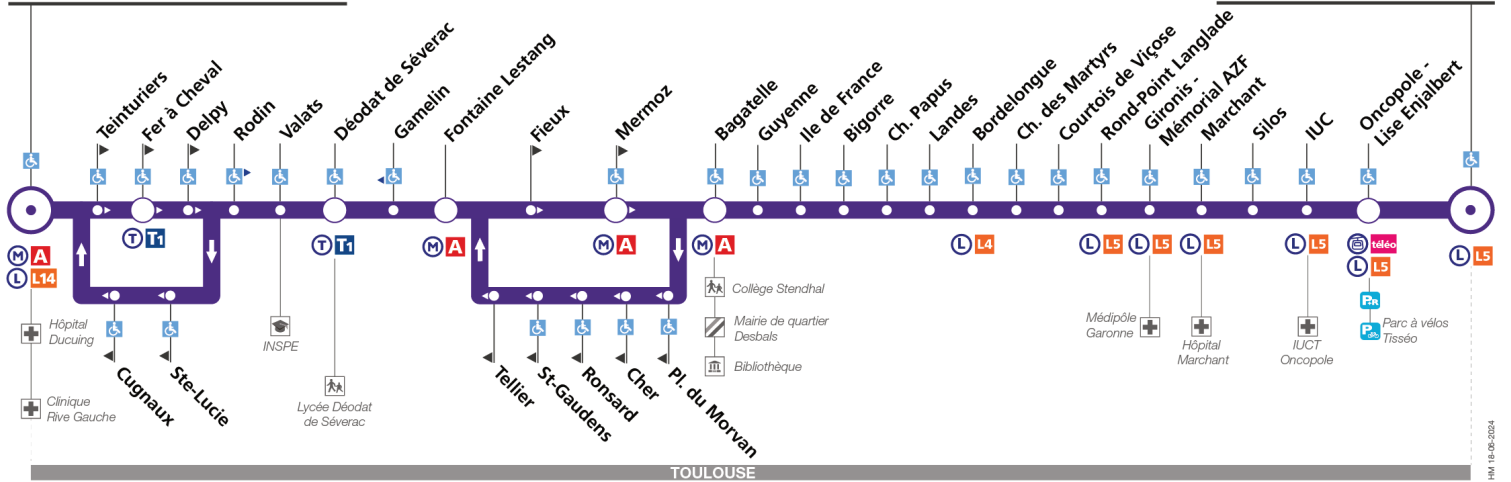 Teinturiers
Fer à Cheval
Delpy
Rodin
Valats
Déodat de Séverac
Gamelin
Fontaine Lestang
Fieux
Mermoz
Bagatelle
Guyenne
Ile de France
Bigorre
Ch. Papus
Landes
Bordelongue
Ch. des Martyrs
Courtois de Viçose
Rond-Point Langlade
Gironis -
Mémorial AZF
Marchant
Silos
IUC
Oncopole -
Lise Enjalbert
M A
L L14
T T1
T T1
M A
M A
M A
L L4
L L5
L L5
L L5
L L5
téléo
L L5
L L5
PR
P
Parc à vélos
Tisséo
Hôpital
Ducuing
Clinique
Rive Gauche
Cugnaux
Ste-Lucie
INSPE
Lycée Déodat
de Séverac
Tellier
St-Gaudens
Ronsard
Cher
Pl. du Morvan
Collège Stendhal
Mairie de quartier
Desbals
Bibliothèque
Médipôle
Garonne
Hôpital
Marchant
IUCT
Oncopole
TOULOUSE
HM 16-06-2024